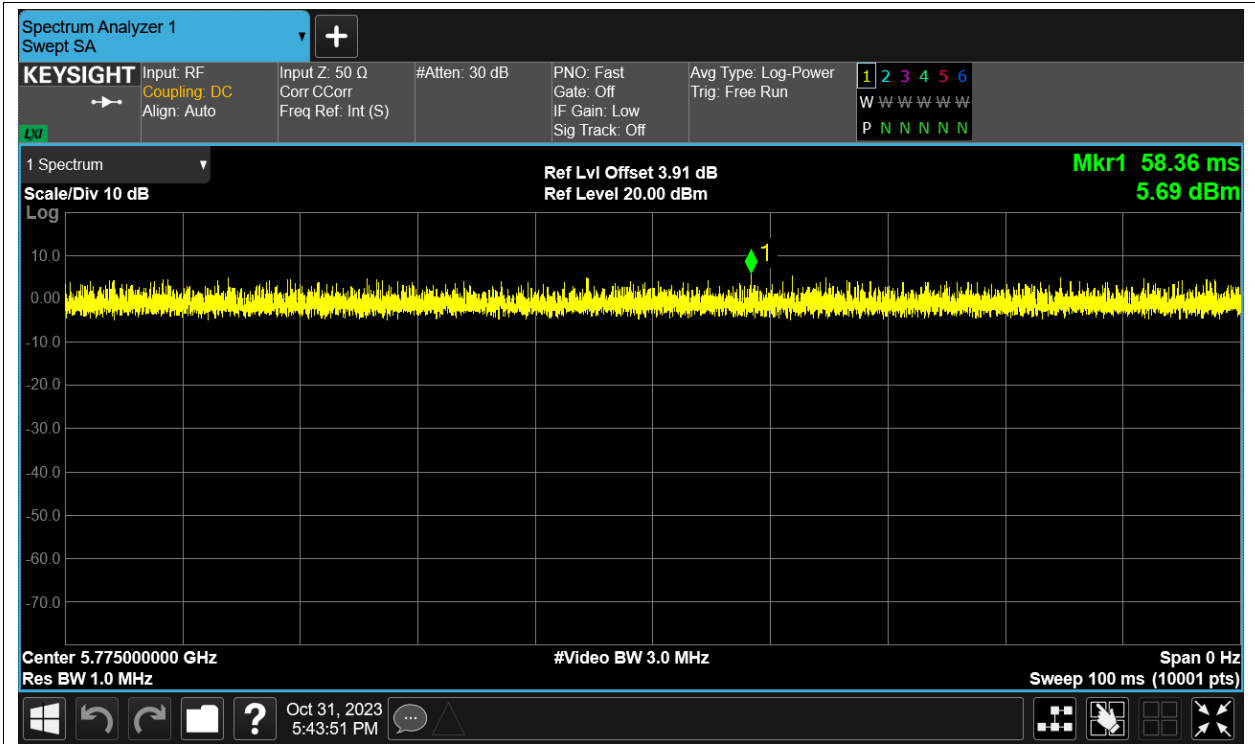 Spectrum Analyzer 1
Swept SA
KEYSIGHT
LXI
Input: RF
Coupling: DC
Align: Auto
Input Z: 50 Ω
Corr CCorr
Freq Ref: Int (S)
#Atten: 30 dB
PNO: Fast
Gate: Off
IF Gain: Low
Sig Track: Off
Avg Type: Log-Power
Trig: Free Run
1 2 3 4 5 6
W W W W W W
P N N N N N
1 Spectrum
Scale/Div 10 dB
Ref Lvl Offset 3.91 dB
Ref Level 20.00 dBm
Mkr1 58.36 ms
5.69 dBm
Log
10.0
0.00
-10.0
-20.0
-30.0
-40.0
-50.0
-60.0
-70.0
1
Center 5.775000000 GHz
Res BW 1.0 MHz
#Video BW 3.0 MHz
Span 0 Hz
Sweep 100 ms (10001 pts)
?
Oct 31, 2023
5:43:51 PM